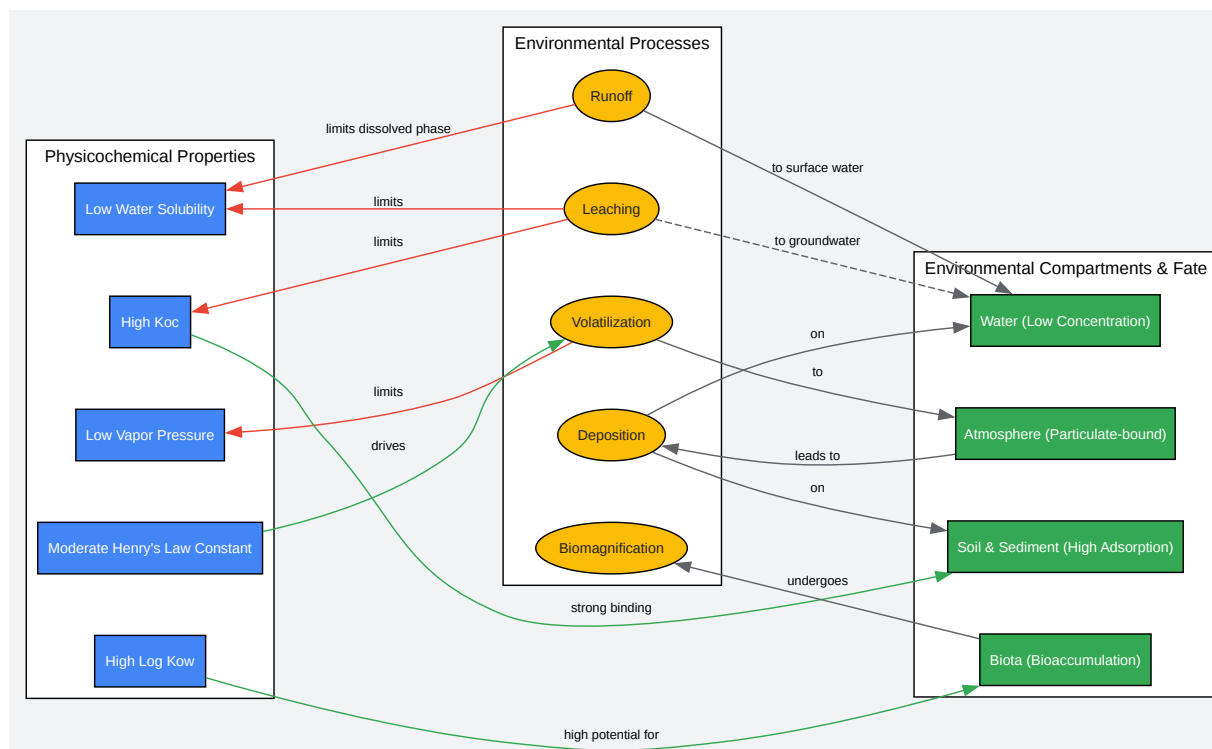 Environmental Processes
Runoff
limits dissolved phase
Physicochemical Properties
to surface water
Low Water Solubility
limits
Leaching
limits
to groundwater
Environmental Compartments & Fate
High Koc
Volatilization
Water (Low Concentration)
on
limits
to
Low Vapor Pressure
drives
Deposition
Atmosphere (Particulate-bound)
leads to
on
Moderate Henry's Law Constant
Biomagnification
Soil & Sediment (High Adsorption)
undergoes
strong binding
High Log Kow
Biota (Bioaccumulation)
high potential for